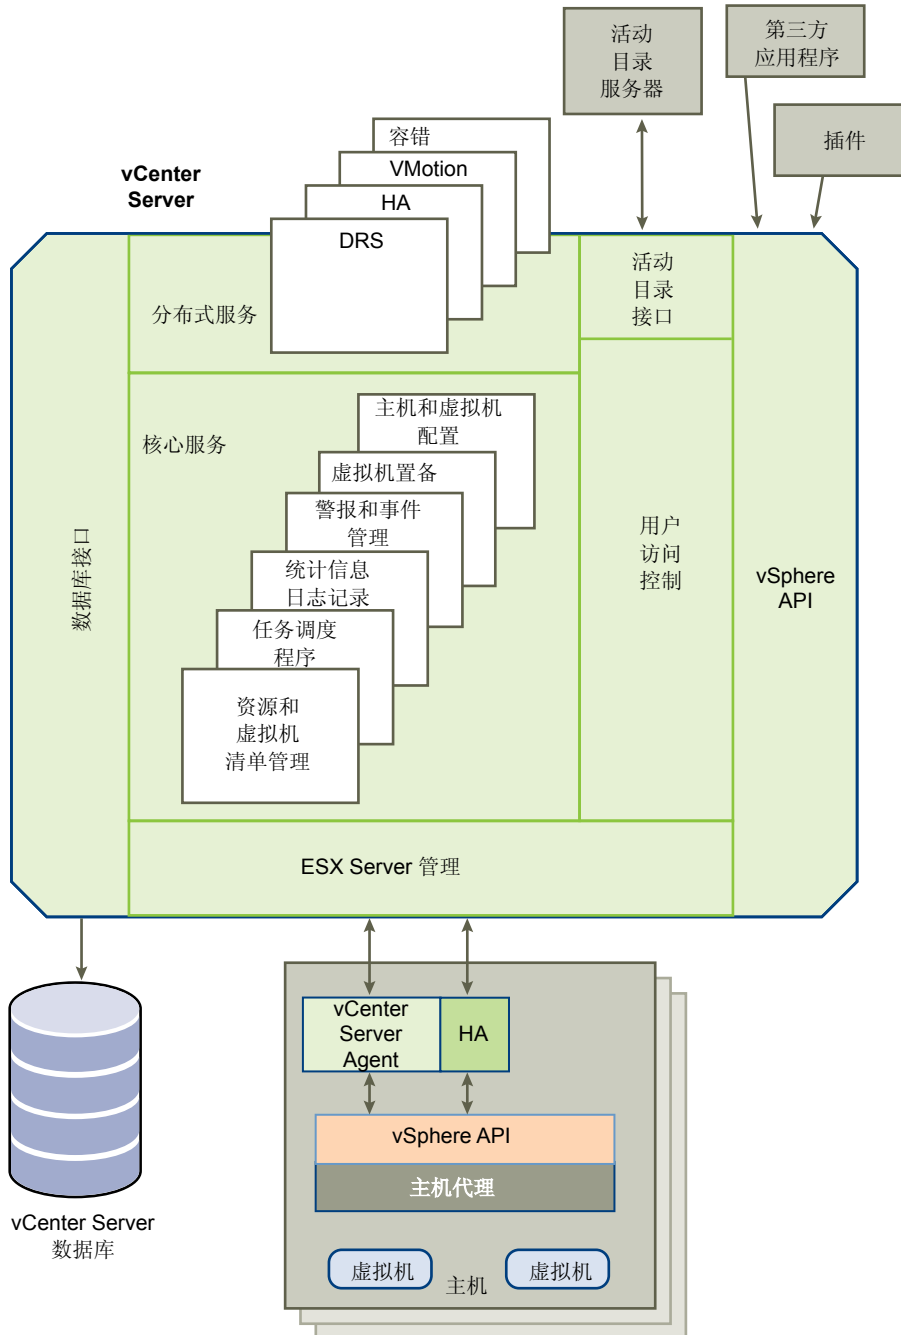 活动
目录
服务器
第三方
应用程序
插件
vCenter
Server
容错
VMotion
HA
DRS
分布式服务
活动
目录
接口
核心服务
主机和虚拟机
配置
虚拟机置备
警报和事件
管理
统计信息
日志记录
任务调度
程序
资源和
虚拟机
清单管理
数据库接口
用户
访问
控制
vSphere
API
ESX Server 管理
vCenter
Server
Agent
HA
vSphere API
主机代理
虚拟机
主机
虚拟机
vCenter Server
数据库